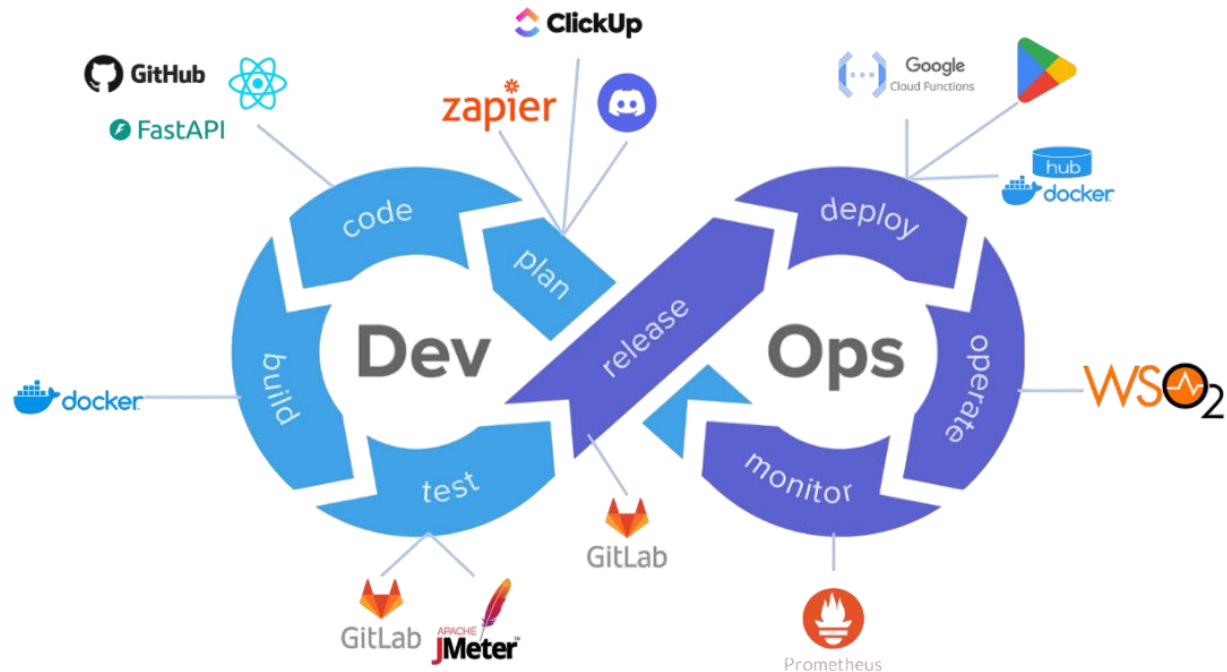 ClickUp
GitHub
FastAPI
zapier
Google
Cloud Functions
hub
docker
code
plan
deploy
release
Dev
Ops
build
operate
docker
WSO2
test
monitor
GitLab
GitLab
APACHE
JMeter™
Prometheus